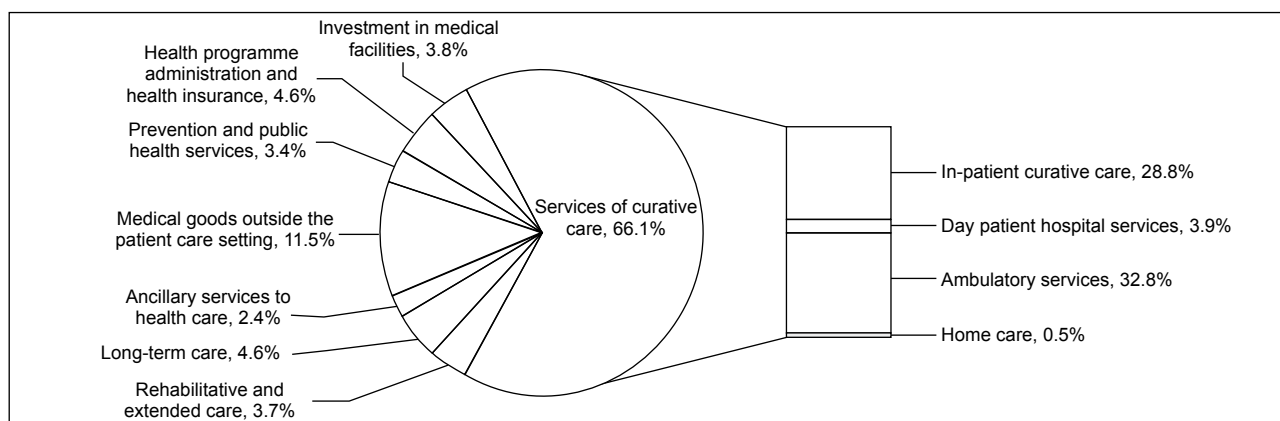 Investment in medical
facilities, 3.8%
Health programme
administration and
health insurance, 4.6%
Prevention and public
health services, 3.4%
Medical goods outside the
patient care setting, 11.5%
Ancillary services to
health care, 2.4%
Long-term care, 4.6%
Rehabilitative and
extended care, 3.7%
Services of curative
care, 66.1%
In-patient curative care, 28.8%
Day patient hospital services, 3.9%
Ambulatory services, 32.8%
Home care, 0.5%